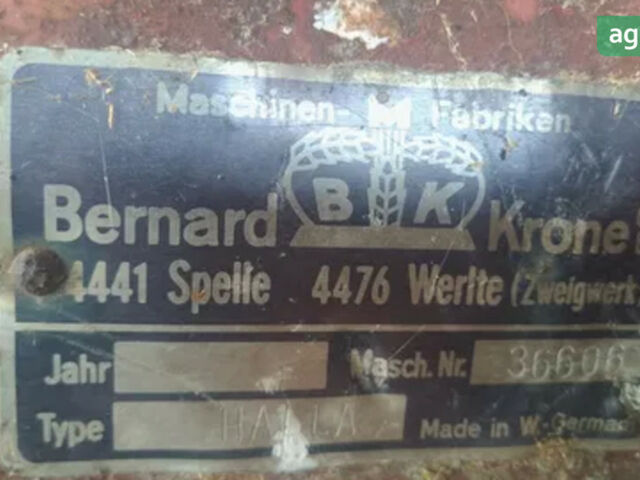 ag
Maschinen- Fabriken
B K
Bernard Krone
4441 Spelle 4476 Werlte (Zweigwerk
Jahr Masch. Nr. 36606
Type Made in W.-German